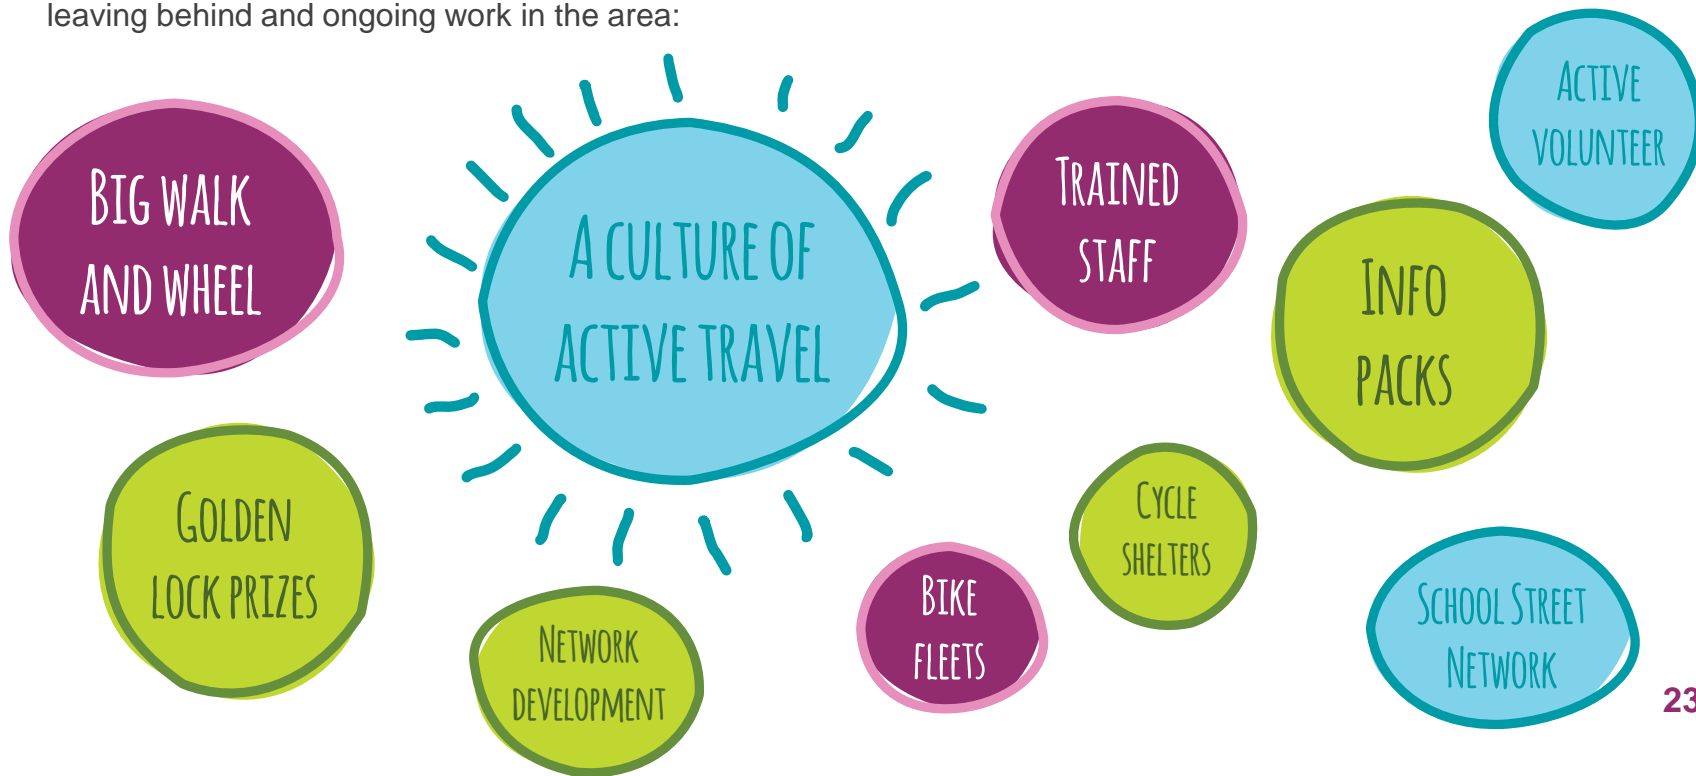 leaving behind and ongoing work in the area:
BIG WALK
AND WHEEL
A CULTURE OF
ACTIVE TRAVEL
TRAINED
STAFF
ACTIVE
VOLUNTEER
INFO
PACKS
GOLDEN
LOCK PRIZES
NETWORK
DEVELOPMENT
BIKE
FLEETS
CYCLE
SHELTERS
SCHOOL STREET
NETWORK
23